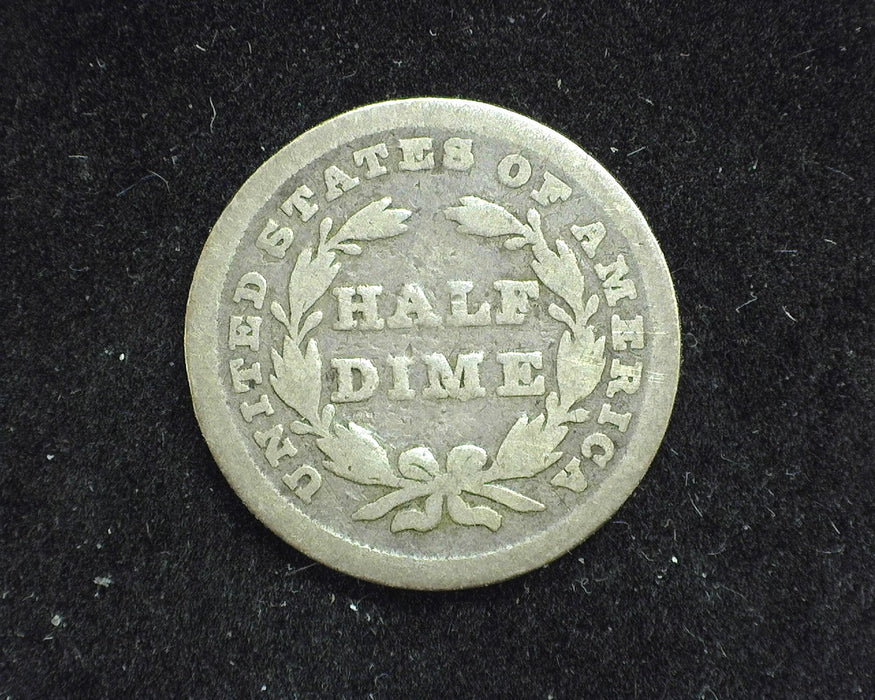 UNITED STATES OF AMERICA
HALF
DIME